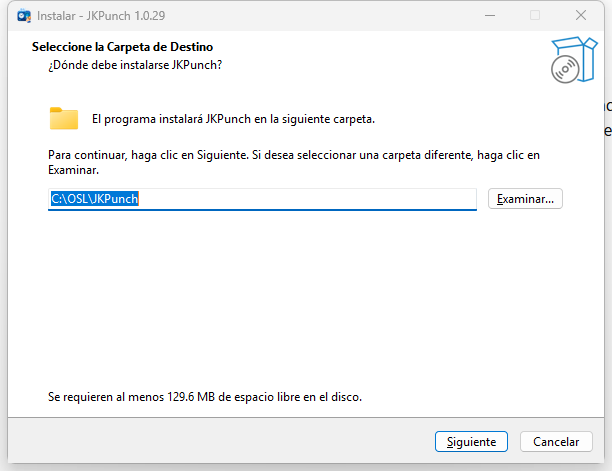 Instalar - JKPunch 1.0.29
Seleccione la Carpeta de Destino
¿Dónde debe instalarse JKPunch?
El programa instalará JKPunch en la siguiente carpeta.
Para continuar, haga clic en Siguiente. Si desea seleccionar una carpeta diferente, haga clic en
Examinar.
C:\OSL\JKPunch
Examinar...
Se requieren al menos 129.6 MB de espacio libre en el disco.
Siguiente
Cancelar